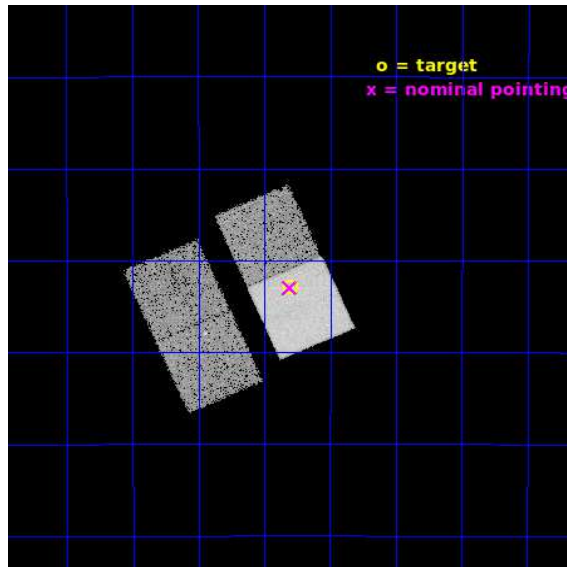 o = target
x = nominal pointing